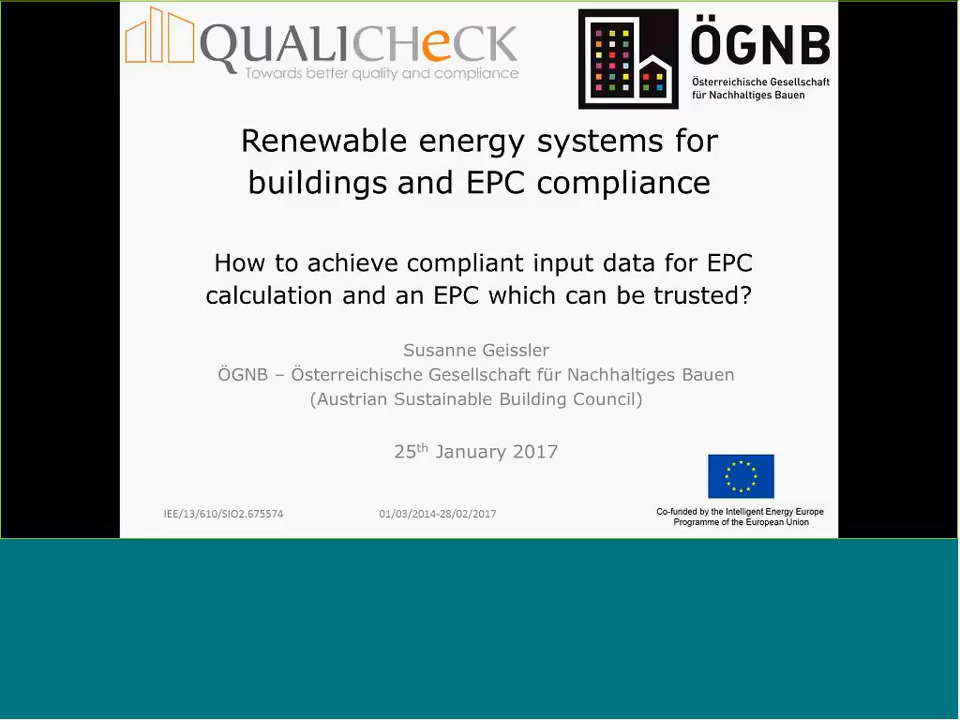 QUALICHeCK
Towards better quality and compliance
ÖGNB
Österreichische Gesellschaft
für Nachhaltiges Bauen
Renewable energy systems for
buildings and EPC compliance
How to achieve compliant input data for EPC
calculation and an EPC which can be trusted?
Susanne Geissler
ÖGNB – Österreichische Gesellschaft für Nachhaltiges Bauen
(Austrian Sustainable Building Council)
25th January 2017
IEE/13/610/SIO2.675574
01/03/2014-28/02/2017
Co-funded by the Intelligent Energy Europe
Programme of the European Union